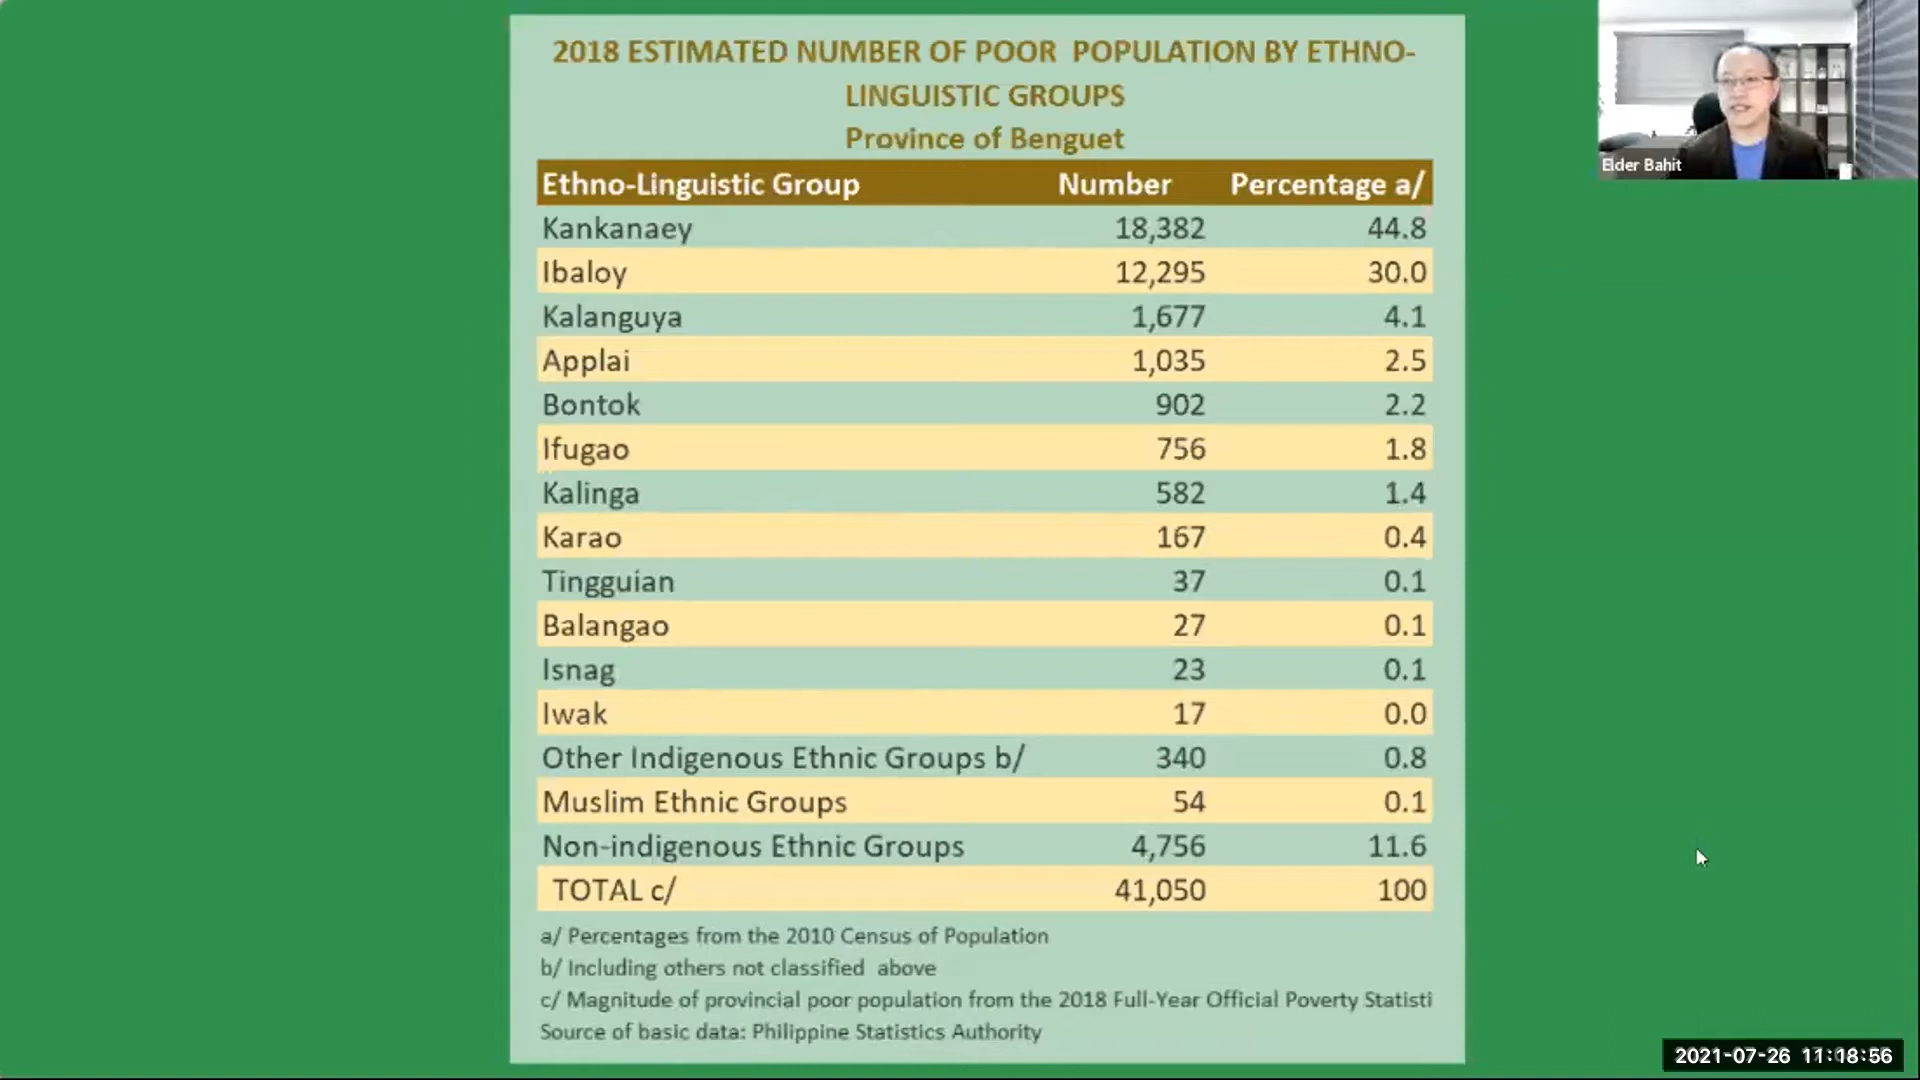 2018 ESTIMATED NUMBER OF POOR POPULATION BY ETHNO-
LINGUISTIC GROUPS
Province of Benguet
Ethno-Linguistic Group Number Percentage a/
Kankanaey 18,382 44.8
Ibaloy 12,295 30.0
Kalanguya 1,677 4.1
Applai 1,035 2.5
Bontok 902 2.2
Ifugao 756 1.8
Kalinga 582 1.4
Karao 167 0.4
Tingguian 37 0.1
Balangao 27 0.1
Isnag 23 0.1
Iwak 17 0.0
Other Indigenous Ethnic Groups b/ 340 0.8
Muslim Ethnic Groups 54 0.1
Non-indigenous Ethnic Groups 4,756 11.6
TOTAL c/ 41,050 100
a/ Percentages from the 2010 Census of Population
b/ Including others not classified above
c/ Magnitude of provincial poor population from the 2018 Full-Year Official Poverty Statisti
Source of basic data: Philippine Statistics Authority
Elder Bahit
2021-07-26 11:18:56